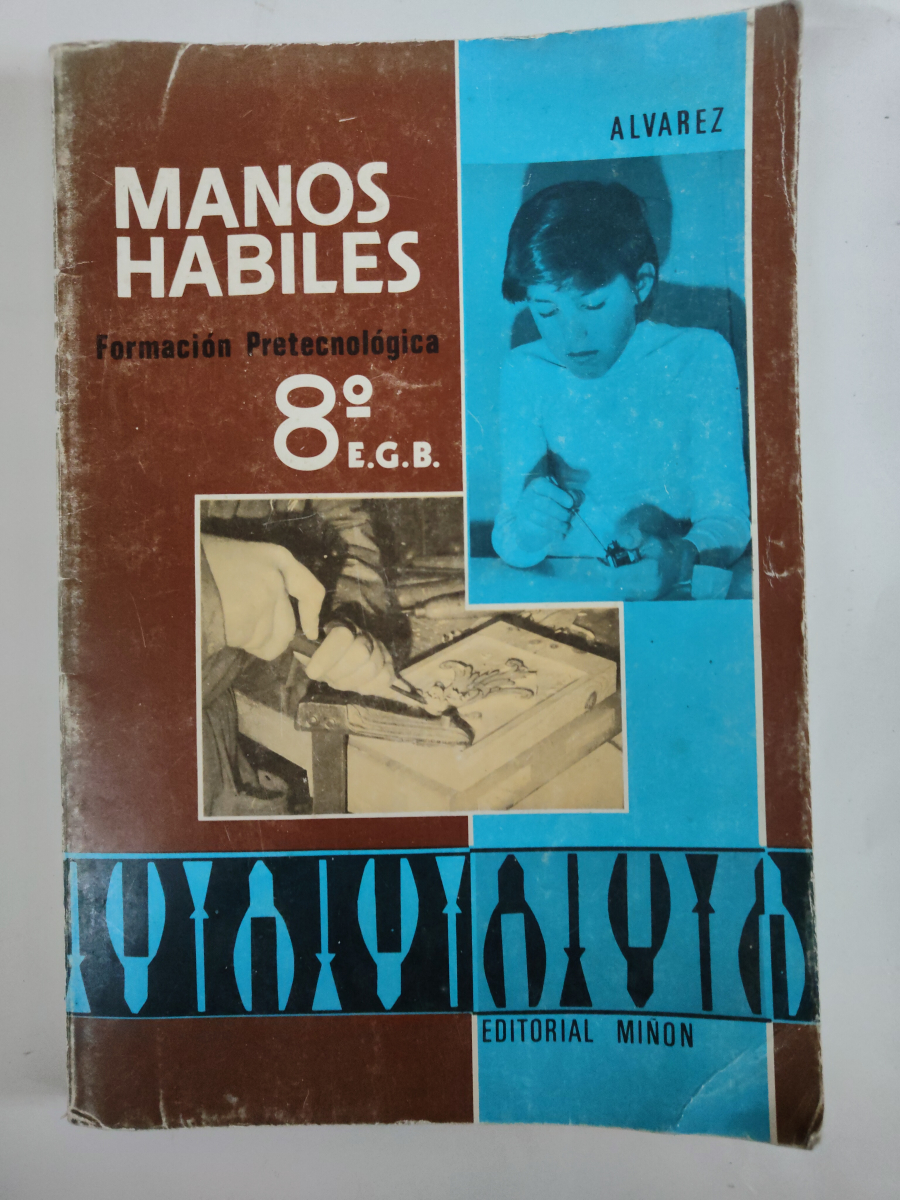 ALVAREZ
MANOS
HABILES
Formación Pretecnológica
8º
E.G.B.
EDITORIAL MIÑON